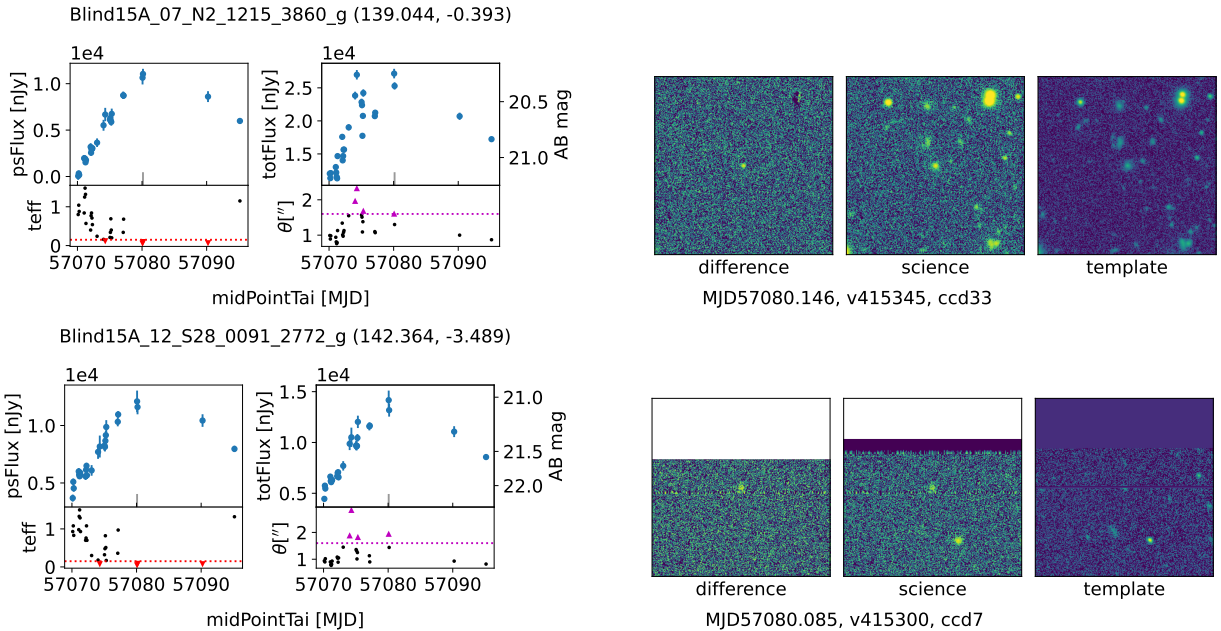 Blind15A_07_N2_1215_3860_g (139.044, -0.393)
1e4
1e4
psFlux [nJy]
1.0
0.5
0.0
totFlux [nJy]
2.5
2.0
1.5
20.5
21.0
AB mag
teff
1
0
θ["]
2
1
57070 57080 57090
57070 57080 57090
midPointTai [MJD]
difference
science
template
MJD57080.146, v415345, ccd33
Blind15A_12_S28_0091_2772_g (142.364, -3.489)
1e4
1e4
psFlux [nJy]
1.0
0.5
totFlux [nJy]
1.5
1.0
0.5
21.0
21.5
22.0
AB mag
teff
1
0
θ["]
2
1
57070 57080 57090
57070 57080 57090
midPointTai [MJD]
difference
science
template
MJD57080.085, v415300, ccd7